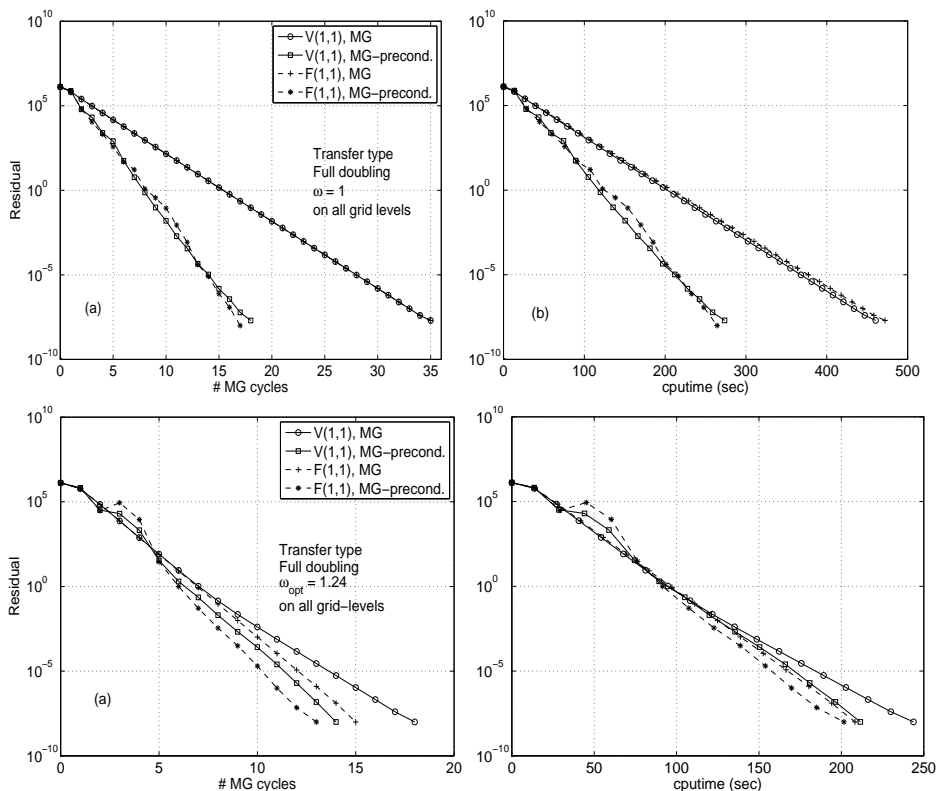 10^10
10^5
10^0
10^−5
10^−10
Residual
0 5 10 15 20 25 30 35
# MG cycles
V(1,1), MG
V(1,1), MG−precond.
F(1,1), MG
F(1,1), MG−precond.
Transfer type
Full doubling
ω = 1
on all grid levels
(a)
10^10
10^5
10^0
10^−5
10^−10
0 100 200 300 400 500
cputime (sec)
(b)
10^10
10^5
10^0
10^−5
10^−10
Residual
0 5 10 15 20
# MG cycles
V(1,1), MG
V(1,1), MG−precond.
F(1,1), MG
F(1,1), MG−precond.
Transfer type
Full doubling
ω_opt = 1.24
on all grid−levels
(a)
10^10
10^5
10^0
10^−5
10^−10
0 50 100 150 200 250
cputime (sec)